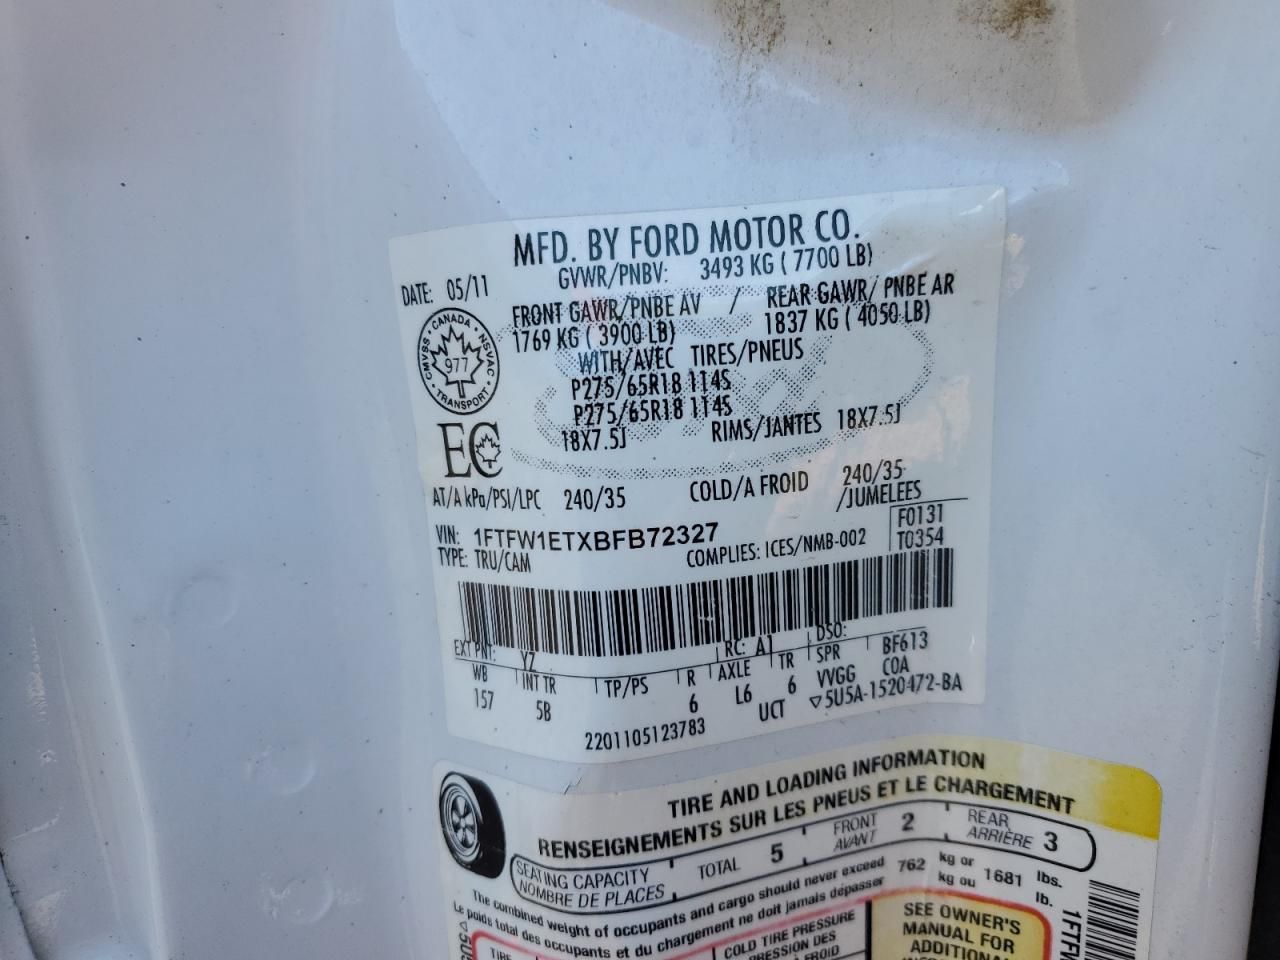 MFD. BY FORD MOTOR CO.
DATE: 05/11
GVWR/PNBV: 3493 KG ( 7700 LB)
FRONT GAWR/PNBE AV / REAR GAWR/ PNBE AR
1769 KG ( 3900 LB) 1837 KG ( 4050 LB)
WITH/AVEC TIRES/PNEUS
P275/65R18 114S
P275/65R18 114S
18X7.5J RIMS/JANTES 18X7.5J
CANADA · NSVAC · TRANSPORT · CMVSS ·
977
EC
AT/A kPa/PSI/LPC 240/35 COLD/A FROID 240/35
/JUMELEES
VIN: 1FTFW1ETXBFB72327
F0131
TYPE: TRU/CAM COMPLIES: ICES/NMB-002 T0354
EXT PNT: YZ RC: A1 DSO: BF613
WB INT TR TP/PS R AXLE TR SPR COA
157 5B 6 L6 6 VVGG
2201105123783 UCT ▽5U5A-1520472-BA
TIRE AND LOADING INFORMATION
RENSEIGNEMENTS SUR LES PNEUS ET LE CHARGEMENT
SEATING CAPACITY
NOMBRE DE PLACES
TOTAL 5
FRONT
AVANT 2
REAR
ARRIÈRE 3
The combined weight of occupants and cargo should never exceed 762 kg or 1681 lbs.
Le poids total des occupants et du chargement ne doit jamais dépasser kg ou lb.
TIRE
COLD TIRE PRESSURE
SEE OWNER'S
MANUAL FOR
ADDITIONAL
1FTFW